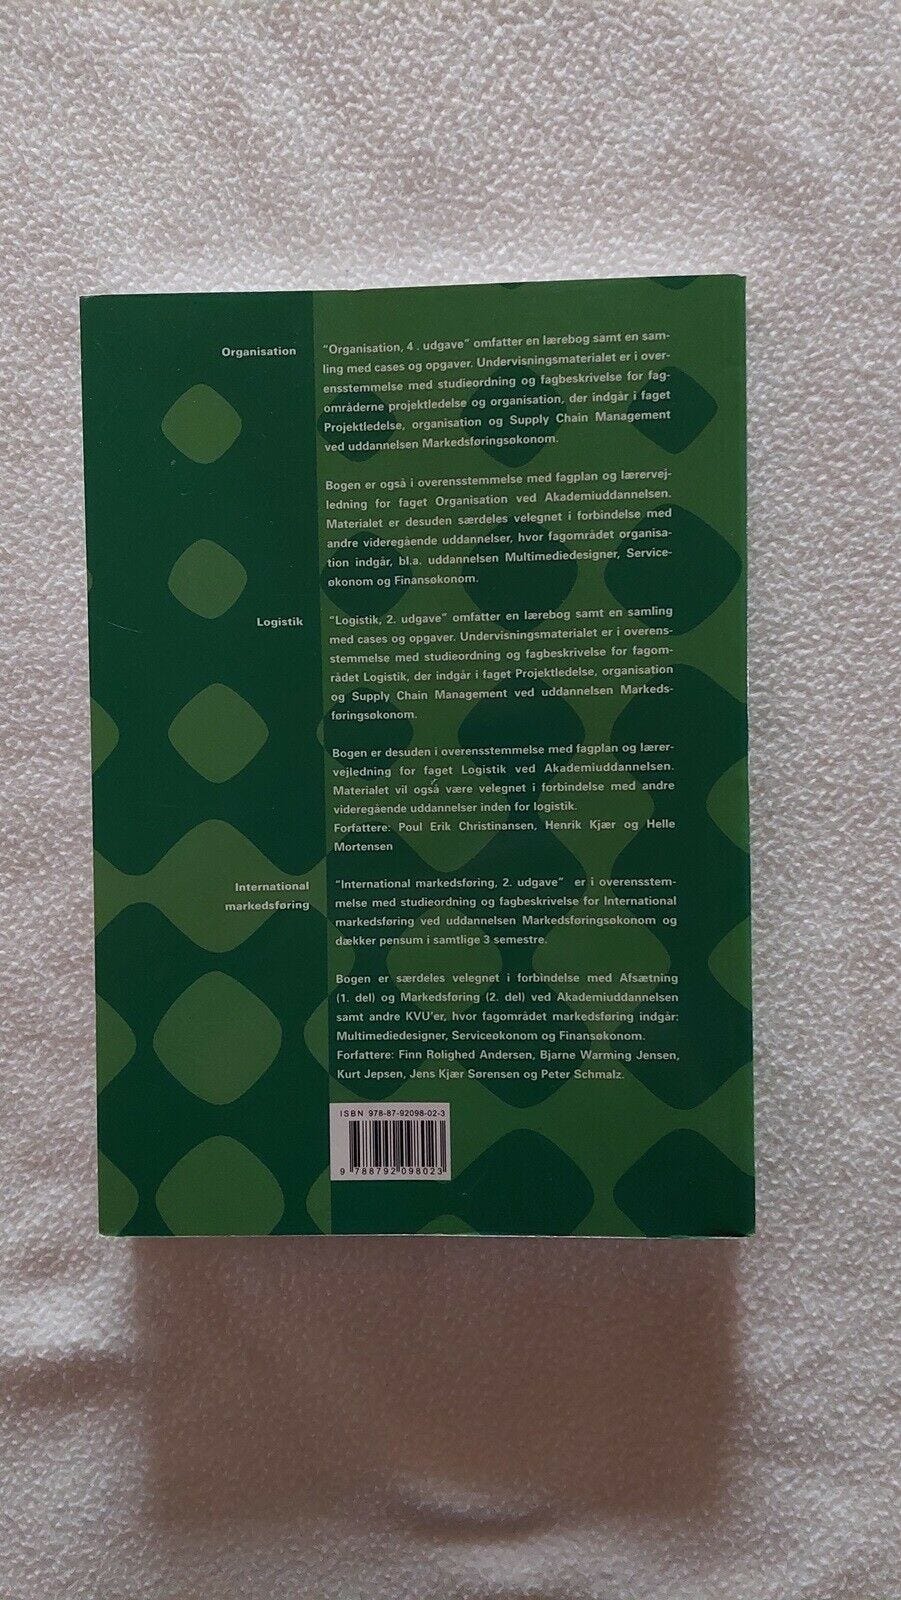 Organisation
"Organisation, 4 . udgave" omfatter en lærebog samt en sam-
ling med cases og opgaver. Undervisningsmaterialet er i over-
ensstemmelse med studieordning og fagbeskrivelse for fag-
områderne projektledelse og organisation, der indgår i faget
Projektledelse, organisation og Supply Chain Management
ved uddannelsen Markedsføringsøkonom.
Bogen er også i overensstemmelse med fagplan og lærervej-
ledning for faget Organisation ved Akademiuddannelsen.
Materialet er desuden særdeles velegnet i forbindelse med
andre videregående uddannelser, hvor fagområdet organisa-
tion indgår, bl.a. uddannelsen Multimediedesigner, Service-
økonom og Finansøkonom.
Logistik
"Logistik, 2. udgave" omfatter en lærebog samt en samling
med cases og opgaver. Undervisningsmaterialet er i overens-
stemmelse med studieordning og fagbeskrivelse for fagom-
rådet Logistik, der indgår i faget Projektledelse, organisation
og Supply Chain Management ved uddannelsen Markeds-
føringsøkonom.
Bogen er desuden i overensstemmelse med fagplan og lærer-
vejledning for faget Logistik ved Akademiuddannelsen.
Materialet vil også være velegnet i forbindelse med andre
videregående uddannelser inden for logistik.
Forfattere: Poul Erik Christinansen, Henrik Kjær og Helle
Mortensen
International
markedsføring
"International markedsføring, 2. udgave" er i overensstem-
melse med studieordning og fagbeskrivelse for International
markedsføring ved uddannelsen Markedsføringsøkonom og
dækker pensum i samtlige 3 semestre.
Bogen er særdeles velegnet i forbindelse med Afsætning
(1. del) og Markedsføring (2. del) ved Akademiuddannelsen
samt andre KVU'er, hvor fagområdet markedsføring indgår:
Multimediedesigner, Serviceøkonom og Finansøkonom.
Forfattere: Finn Rolighed Andersen, Bjarne Warming Jensen,
Kurt Jepsen, Jens Kjær Sørensen og Peter Schmalz.
ISBN 978-87-92098-02-3
9 788792 098023